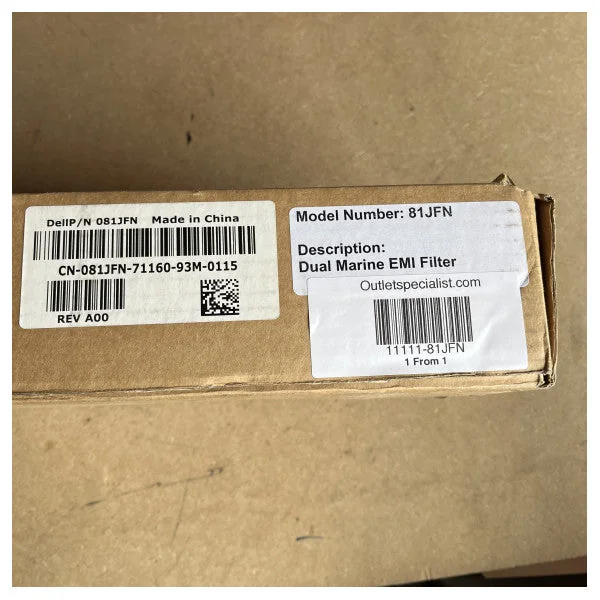 DellP/N 081JFN Made in China
CN-081JFN-71160-93M-0115
REV A00
Model Number: 81JFN
Description:
Dual Marine EMI Filter
Outletspecialist.com
11111-81JFN
1 From 1